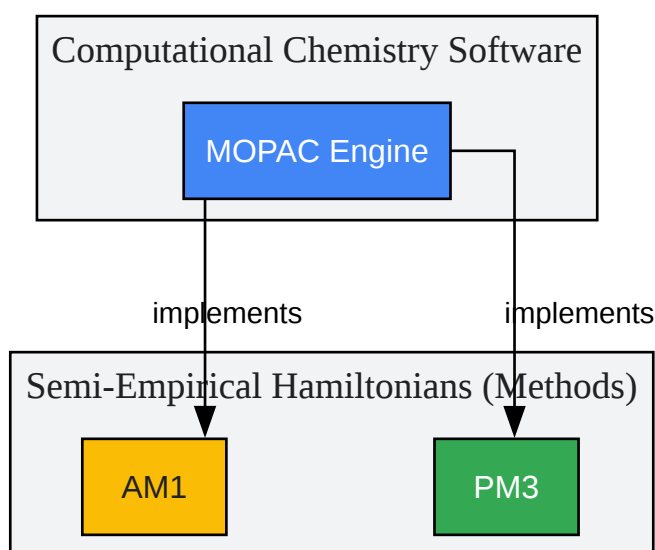 Computational Chemistry Software
MOPAC Engine
implements
implements
Semi-Empirical Hamiltonians (Methods)
AM1
PM3